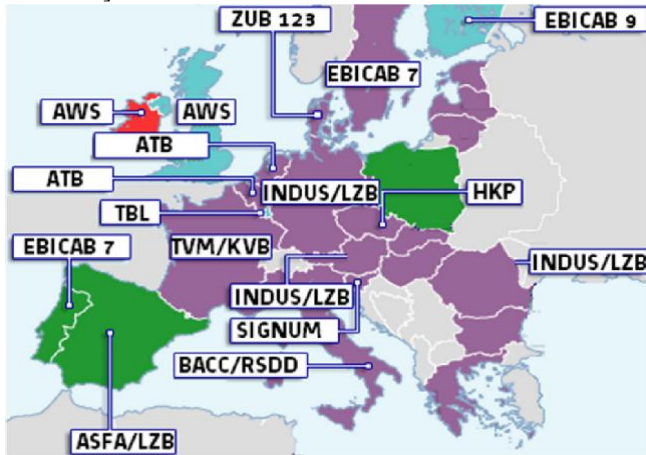 ZUB 123
EBICAB 9
EBICAB 7
AWS
AWS
ATB
ATB
INDUS/LZB
HKP
TBL
EBICAB 7
TVM/KVB
INDUS/LZB
INDUS/LZB
SIGNUM
BACC/RSDD
ASFA/LZB